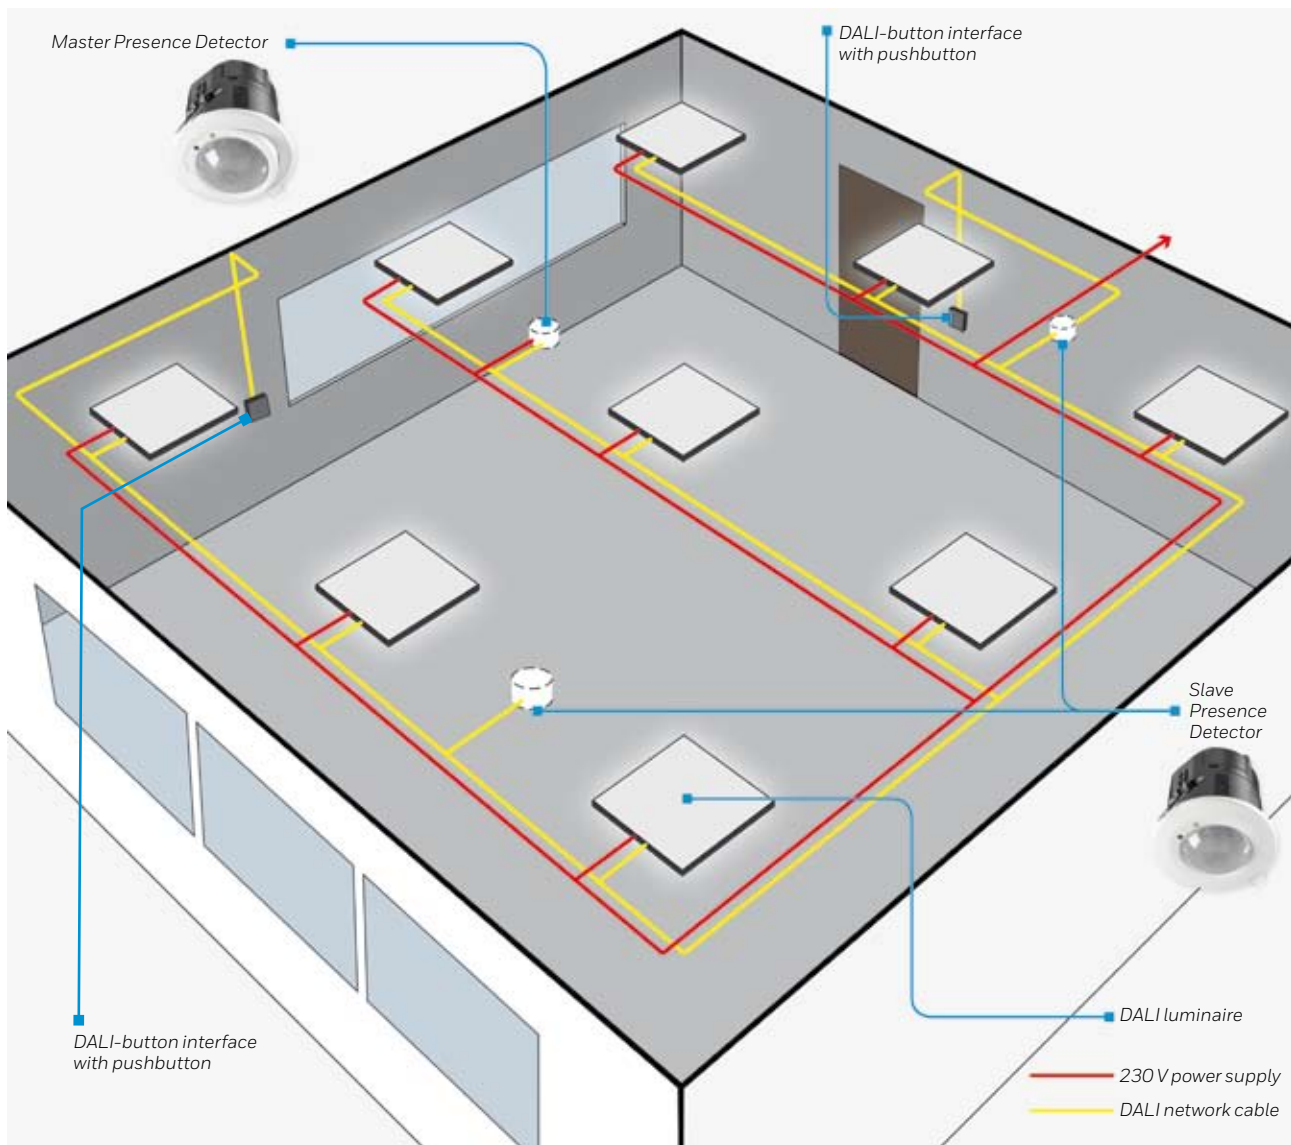 Master Presence Detector
DALI-button interface
with pushbutton
Slave
Presence
Detector
DALI luminaire
DALI-button interface
with pushbutton
230 V power supply
DALI network cable